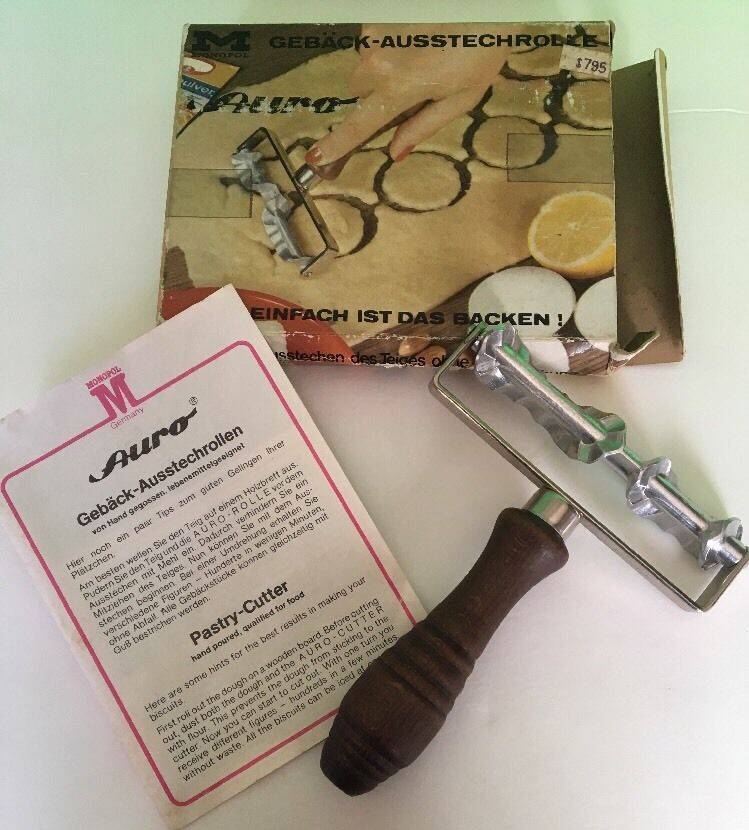 M
MONOPOL
GEBÄCK-AUSSTECHROLLE
$795
ulver
Auro
EINFACH IST DAS BACKEN !
usstechen des Teiges ohne
MONOPOL
M
Germany
Auro®
Gebäck-Ausstechrollen
von Hand gegossen, lebensmittelgeeignet
Hier noch ein paar Tips zum guten Gelingen Ihrer
Plätzchen.
Am besten wellen Sie den Teig auf einem Holzbrett aus.
Pudern Sie den Teig und die AURO-ROLLE vor dem
Ausstechen mit Mehl ein. Dadurch verhindern Sie ein
Mitziehen des Teiges. Nun können Sie mit dem Aus-
stechen beginnen. Bei einer Umdrehung erhalten Sie
verschiedene Figuren – Hunderte in wenigen Minuten,
ohne Abfall. Alle Gebäckstücke können gleichzeitig mit
Guß bestrichen werden.
Pastry-Cutter
hand poured, qualified for food
Here are some hints for the best results in making your
biscuits.
First roll out the dough on a wooden board. Before cutting
out, dust both the dough and the AURO-CUTTER
with flour. This prevents the dough from sticking to the
cutter. Now you can start to cut out. With one turn you
receive different figures – hundreds in a few minutes
without waste. All the biscuits can be iced at